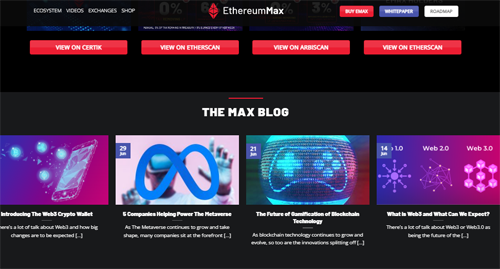 ECOSYSTEM VIDEOS EXCHANGES SHOP
EthereumMax
BUY EMAX
WHITEPAPER
ROADMAP
0%
3%
VIEW ON CERTIK
VIEW ON ETHERSCAN
VIEW ON ARBISCAN
VIEW ON ETHERSCAN
THE MAX BLOG
29
Jun
21
Jun
14
Jun
1.0
Web 2.0
Web 3.0
Introducing The Web3 Crypto Wallet
There's a lot of talk about Web3 and how big
changes are to be expected [...]
5 Companies Helping Power The Metaverse
As The Metaverse continues to grow and take
shape, many companies sit at the forefront [...]
The Future of Gamification of Blockchain
Technology
As blockchain technology continues to grow and
evolve, so too are the innovations splitting off [...]
What is Web3 and What Can We Expect?
There's a lot of talk about Web3 or Web3.0 as
being the future of the [...]